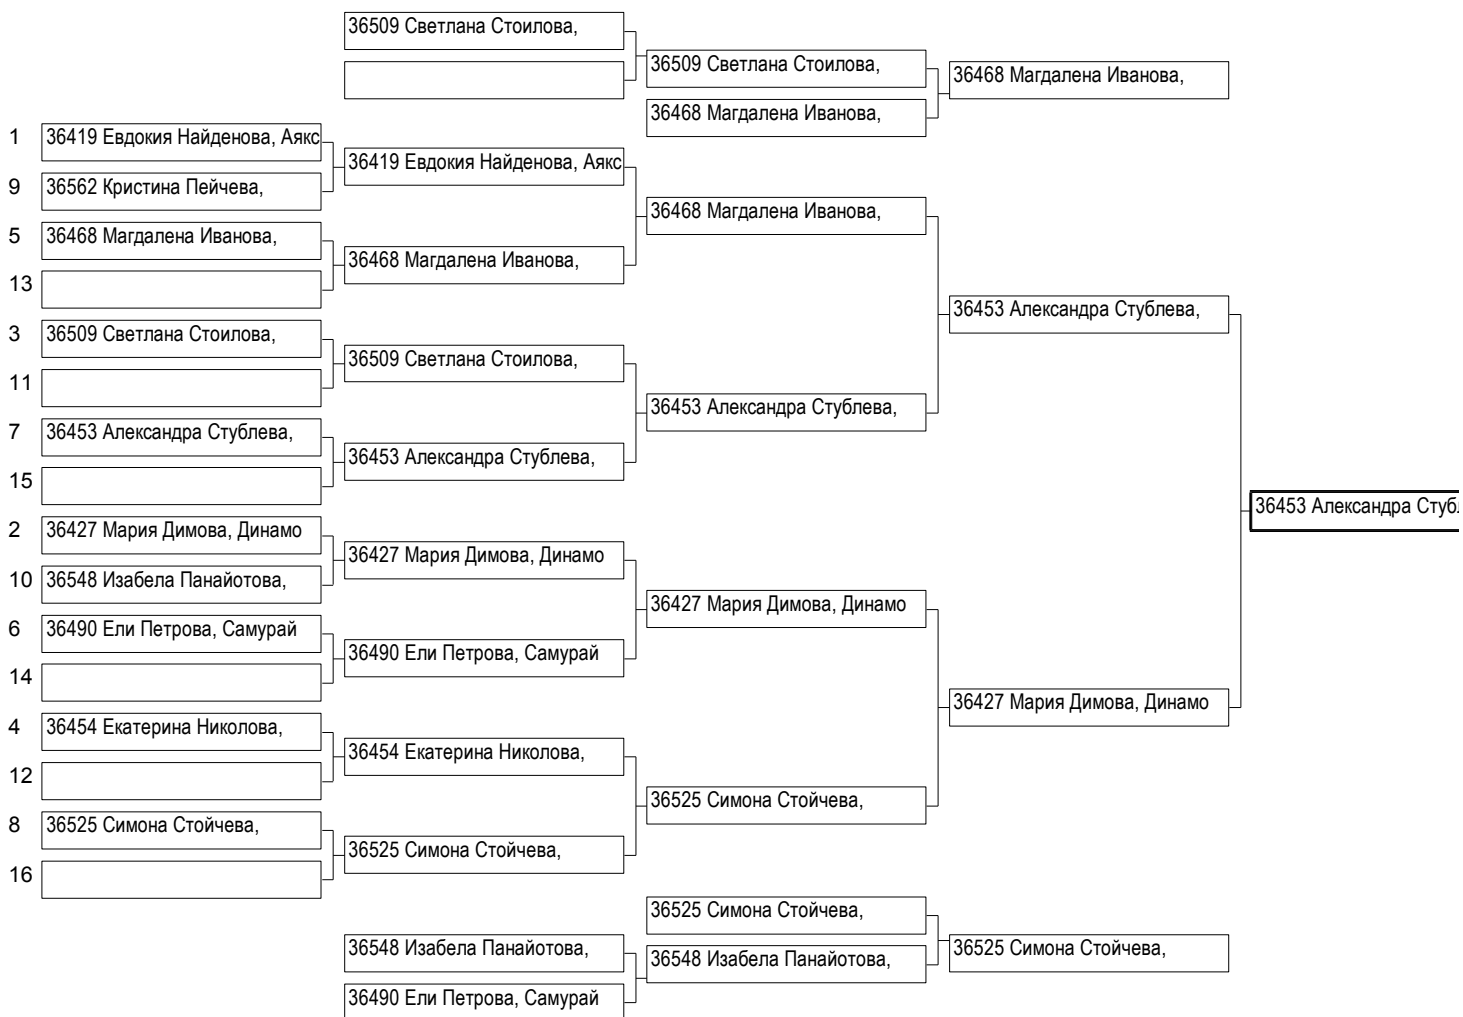 36509 Светлана Стоилова,
36509 Светлана Стоилова,
36468 Магдалена Иванова,
36468 Магдалена Иванова,
1 36419 Евдокия Найденова, Аякс
36419 Евдокия Найденова, Аякс
9 36562 Кристина Пейчева,
36468 Магдалена Иванова,
5 36468 Магдалена Иванова,
36468 Магдалена Иванова,
13
36453 Александра Стублева,
3 36509 Светлана Стоилова,
36509 Светлана Стоилова,
11
36453 Александра Стублева,
7 36453 Александра Стублева,
36453 Александра Стублева,
15
36453 Александра
2 36427 Мария Димова, Динамо
36427 Мария Димова, Динамо
10 36548 Изабела Панайотова,
36427 Мария Димова, Динамо
6 36490 Ели Петрова, Самурай
36490 Ели Петрова, Самурай
14
36427 Мария Димова, Динамо
4 36454 Екатерина Николова,
36454 Екатерина Николова,
12
36525 Симона Стойчева,
8 36525 Симона Стойчева,
36525 Симона Стойчева,
16
36525 Симона Стойчева,
36548 Изабела Панайотова,
36548 Изабела Панайотова,
36525 Симона Стойчева,
36490 Ели Петрова, Самурай